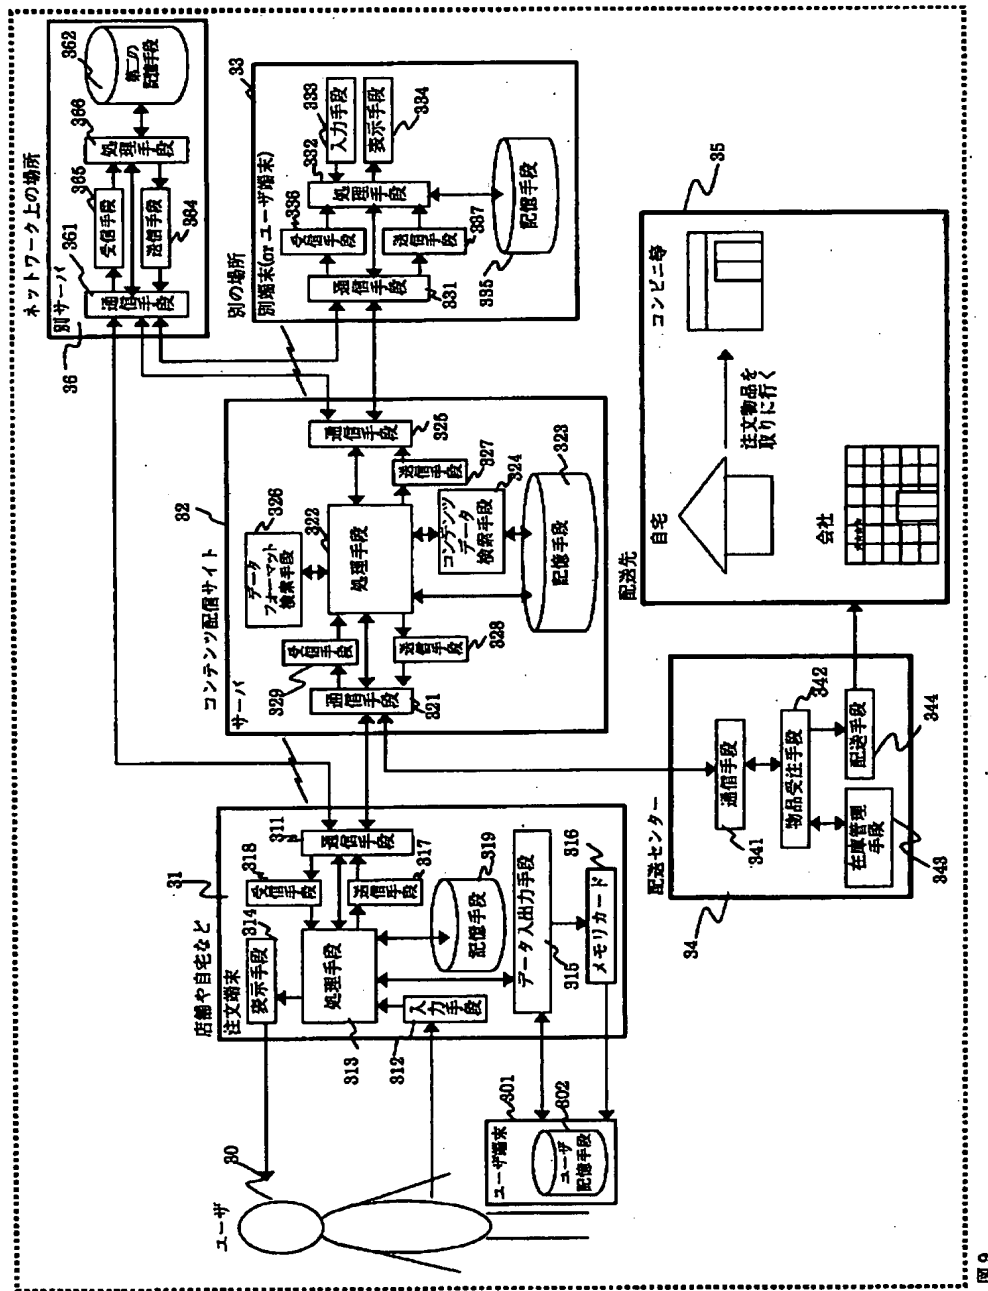 ユーザ
30
ユーザ端末
301
302
ユーザ
記憶手段
店舗や自宅など
31
注文端末
表示手段
314
受信手段
318
通信手段
311
処理手段
313
送信手段
317
入力手段
312
記憶手段
319
データ入出力手段
315
メモリカード
316
コンテンツ配信サイト
32
サーバ
データ
フォーマット
検索手段
326
受信手段
329
通信手段
321
処理手段
322
送信手段
328
通信手段
325
送信手段
327
コンテンツ
データ
検索手段
324
記憶手段
323
ネットワーク上の場所
別サーバ
36
通信手段
361
受信手段
365
送信手段
364
処理手段
366
第二の
記憶手段
362
別の場所
別端末(or ユーザ端末)
33
通信手段
331
受信手段
336
送信手段
337
処理手段
332
入力手段
333
表示手段
334
記憶手段
335
配送センター
34
通信手段
341
物品受注手段
342
在庫管理
手段
343
配送手段
344
配送先
35
自宅
注文物品を
取りに行く
コンビニ等
会社
図9